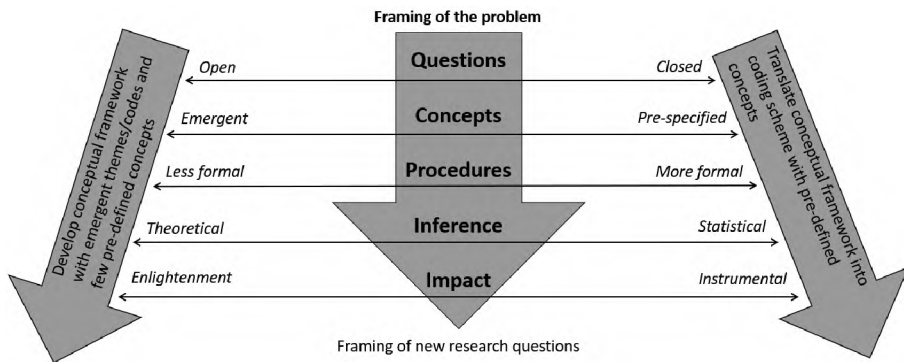 Framing of the problem
Develop conceptual framework
with emergent themes/codes and
few pre-defined concepts
Questions
Open
Closed
Concepts
Emergent
Pre-specified
Procedures
Less formal
More formal
Inference
Theoretical
Statistical
Impact
Enlightenment
Instrumental
Translate conceptual framework into
coding scheme with pre-defined
concepts
Framing of new research questions